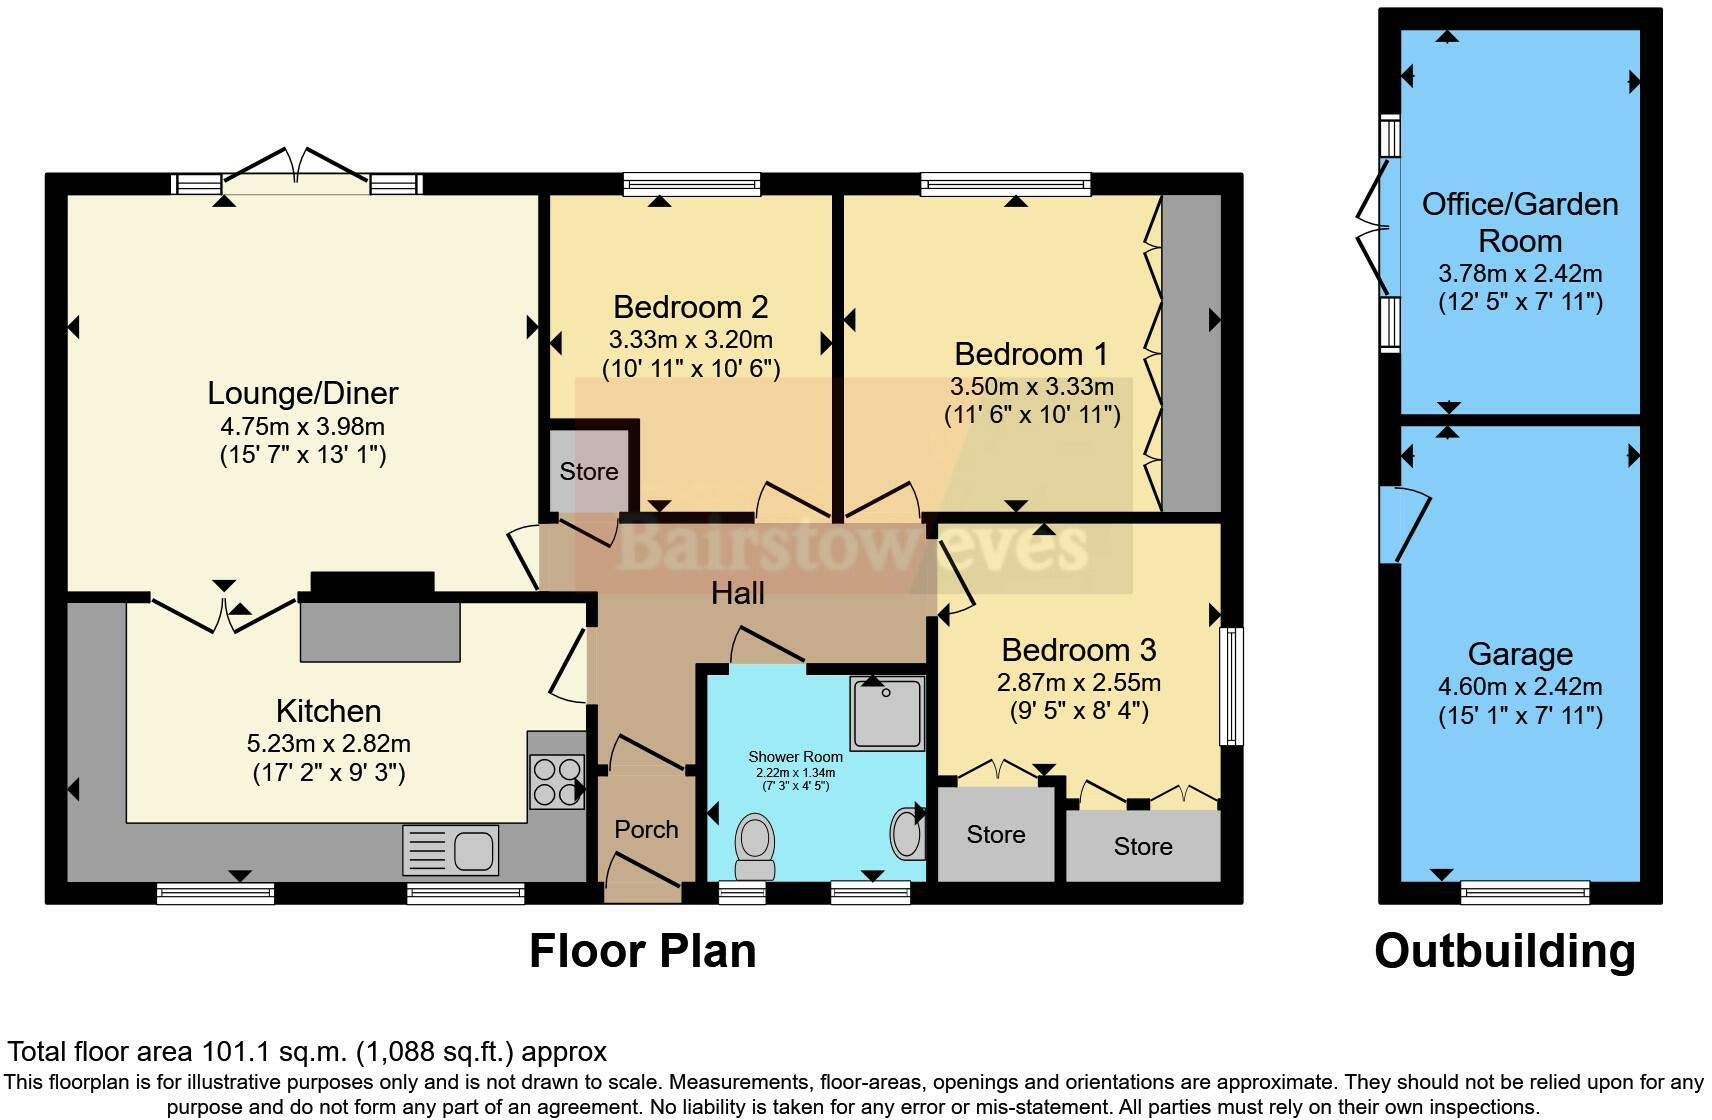 Office/Garden
Room
3.78m x 2.42m
(12' 5" x 7' 11")
Bedroom 2
3.33m x 3.20m
(10' 11" x 10' 6")
Bedroom 1
3.50m x 3.33m
(11' 6" x 10' 11")
Lounge/Diner
4.75m x 3.98m
(15' 7" x 13' 1")
Store
Bairstow eves
Hall
Bedroom 3
2.87m x 2.55m
(9' 5" x 8' 4")
Garage
4.60m x 2.42m
(15' 1" x 7' 11")
Kitchen
5.23m x 2.82m
(17' 2" x 9' 3")
Shower Room
2.22m x 1.34m
(7' 3" x 4' 5")
Porch
Store
Store
Floor Plan
Outbuilding
Total floor area 101.1 sq.m. (1,088 sq.ft.) approx
This floorplan is for illustrative purposes only and is not drawn to scale. Measurements, floor-areas, openings and orientations are approximate. They should not be relied upon for any
purpose and do not form any part of an agreement. No liability is taken for any error or mis-statement. All parties must rely on their own inspections.